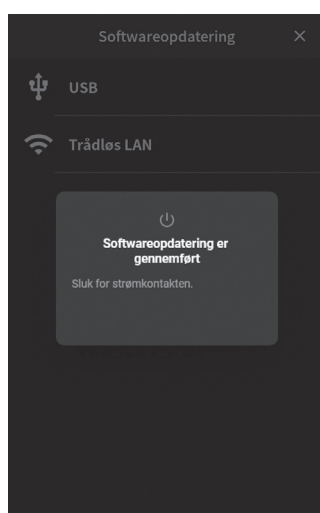 Softwareopdatering
USB
Trådløs LAN
Softwareopdatering er
gennemført
Sluk for strømkontakten.